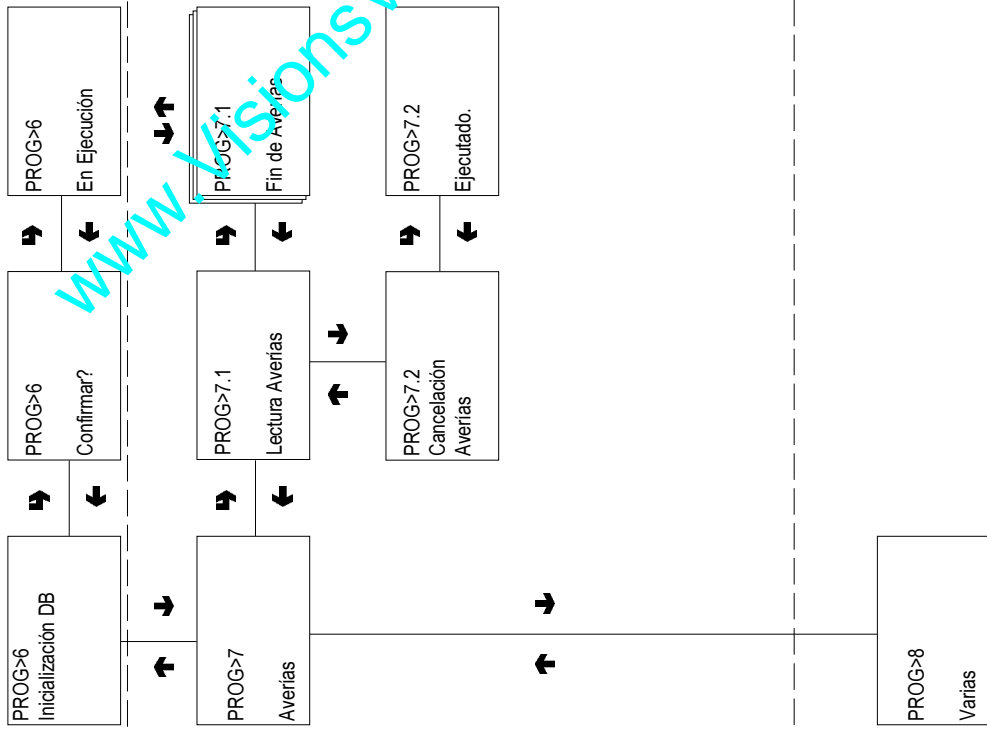 PROG>6
Inicialización DB
PROG>6
Confirmar?
PROG>6
En Ejecución
PROG>7
Averías
PROG>7.1
Lectura Averías
PROG>7.1
Fin de Averías
PROG>7.2
Cancelación
Averías
PROG>7.2
Ejecutado.
PROG>8
Varias
www.Visions